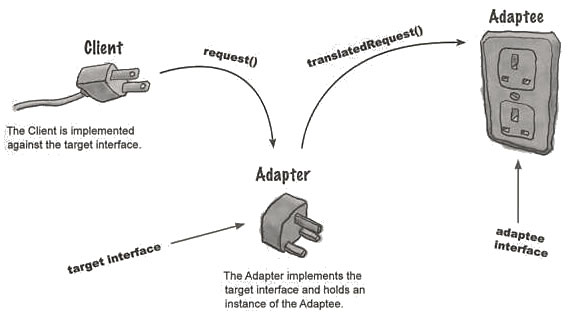 Adaptee
Client
request()
translatedRequest()
The Client is implemented
against the target interface.
Adapter
target interface
adaptee
interface
The Adapter implements the
target interface and holds an
instance of the Adaptee.